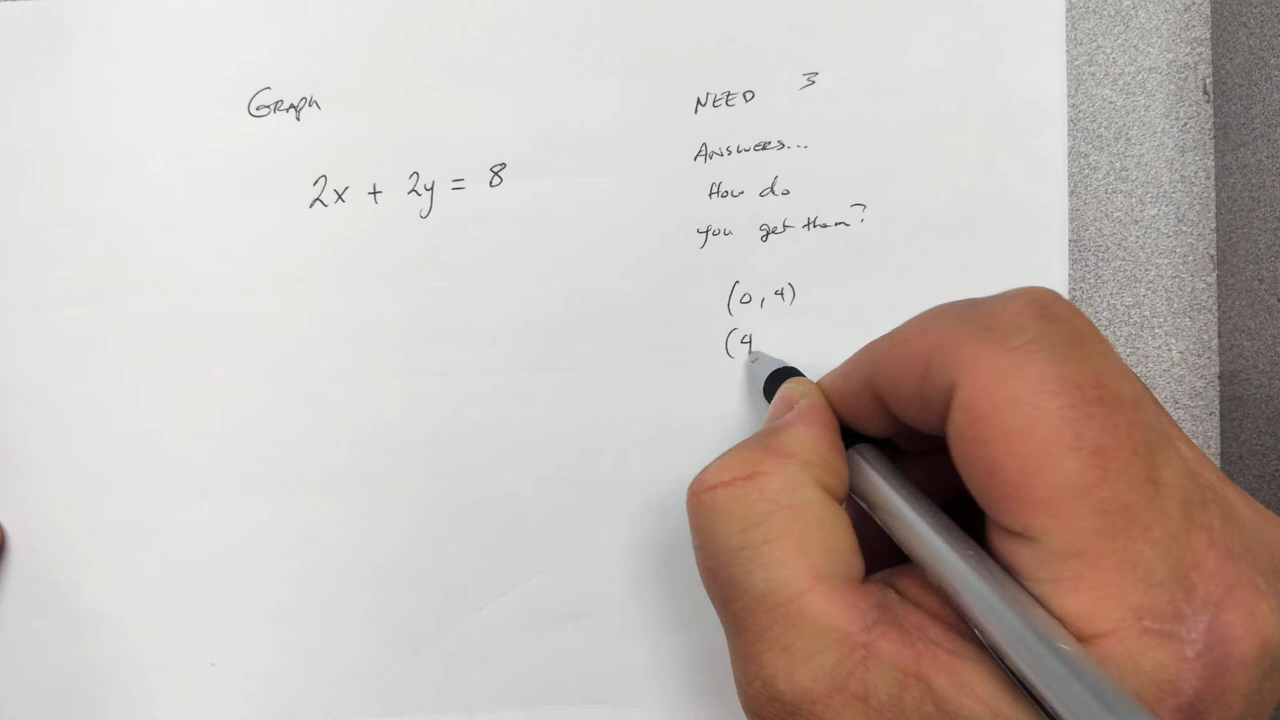 GRAPH
2x + 2y = 8
NEED 3
ANSWERS...
How do
you get them?
(0, 4)
(4